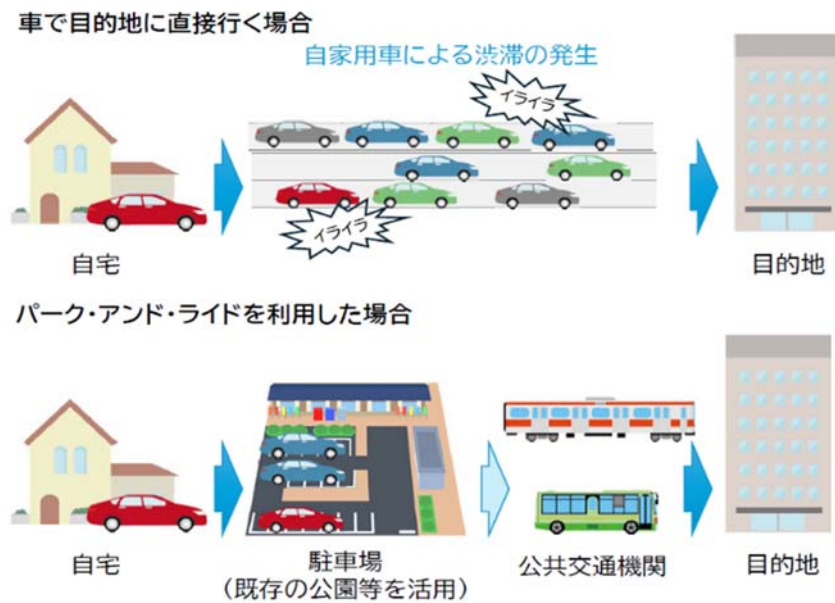 車で目的地に直接行く場合
自家用車による渋滞の発生
イライラ
イライラ
自宅
目的地
パーク・アンド・ライドを利用した場合
自宅
駐車場
(既存の公園等を活用)
公共交通機関
目的地